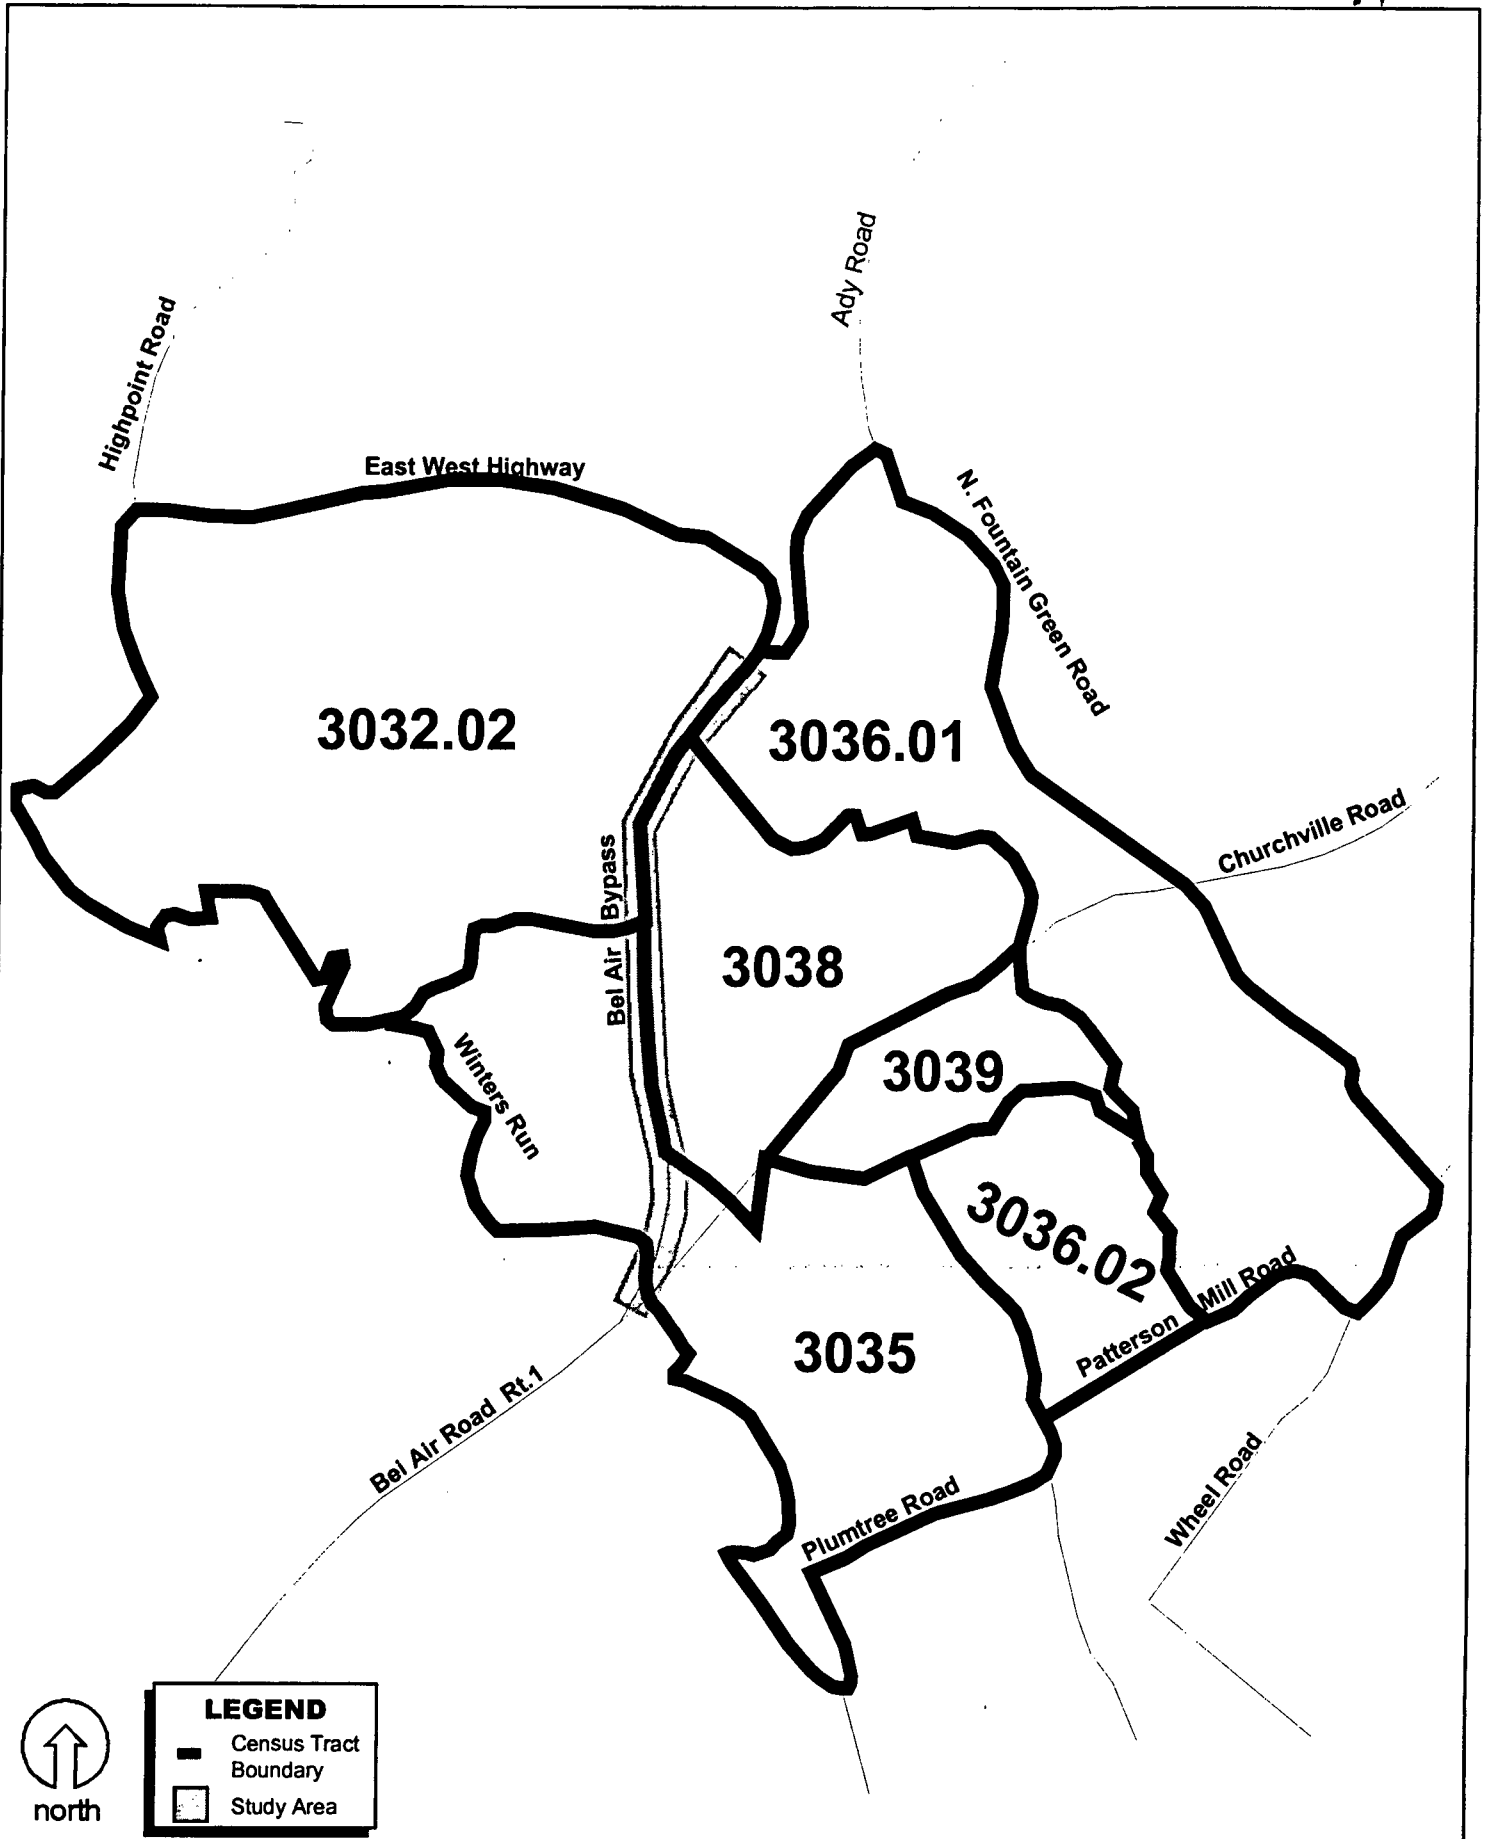 Ady Road
Highpoint Road
East West Highway
N. Fountain Green Road
3032.02
3036.01
Churchville Road
Bel Air Bypass
3038
Winters Run
3039
3036.02
Patterson Mill Road
3035
Bel Air Road Rt.1
Plumtree Road
Wheel Road
LEGEND
Census Tract
Boundary
Study Area
north